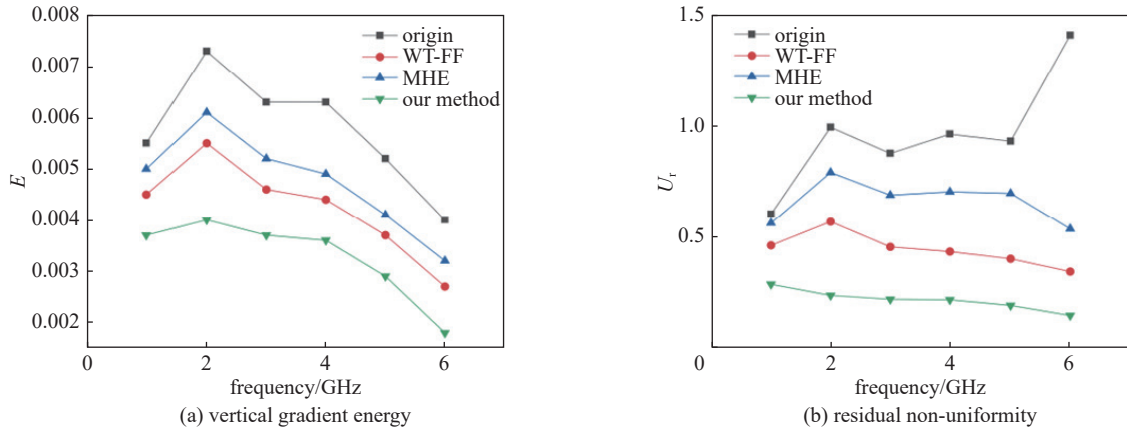 0.008
0.007
0.006
0.005
0.004
0.003
0.002
E
origin
WT-FF
MHE
our method
0 2 4 6
frequency/GHz
(a) vertical gradient energy
1.5
1.0
0.5
0
Uᵣ
origin
WT-FF
MHE
our method
0 2 4 6
frequency/GHz
(b) residual non-uniformity